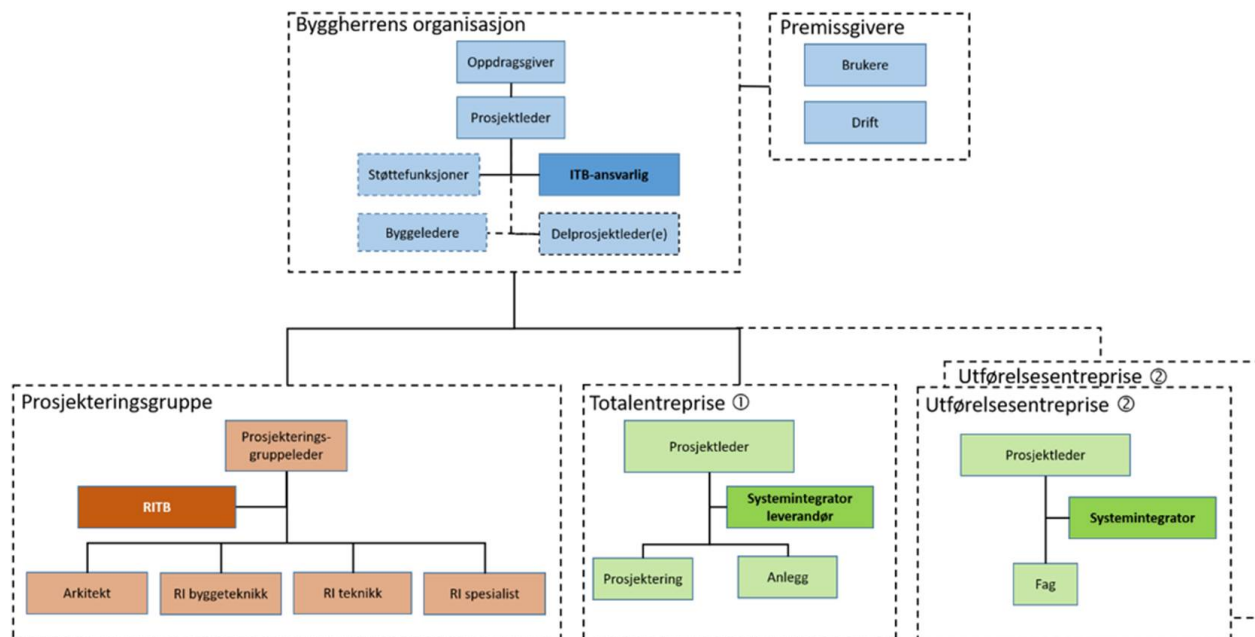 Byggherrens organisasjon
Oppdragsgiver
Prosjektleder
Støttefunksjoner
ITB-ansvarlig
Byggeledere
Delprosjektleder(e)
Premissgivere
Brukere
Drift
Prosjekteringsgruppe
Prosjekterings-
gruppeleder
RITB
Arkitekt
RI byggeteknikk
RI teknikk
RI spesialist
Totalentreprise ①
Prosjektleder
Systemintegrator
leverandør
Prosjektering
Anlegg
Utførelsesentreprise ②
Utførelsesentreprise ②
Prosjektleder
Systemintegrator
Fag